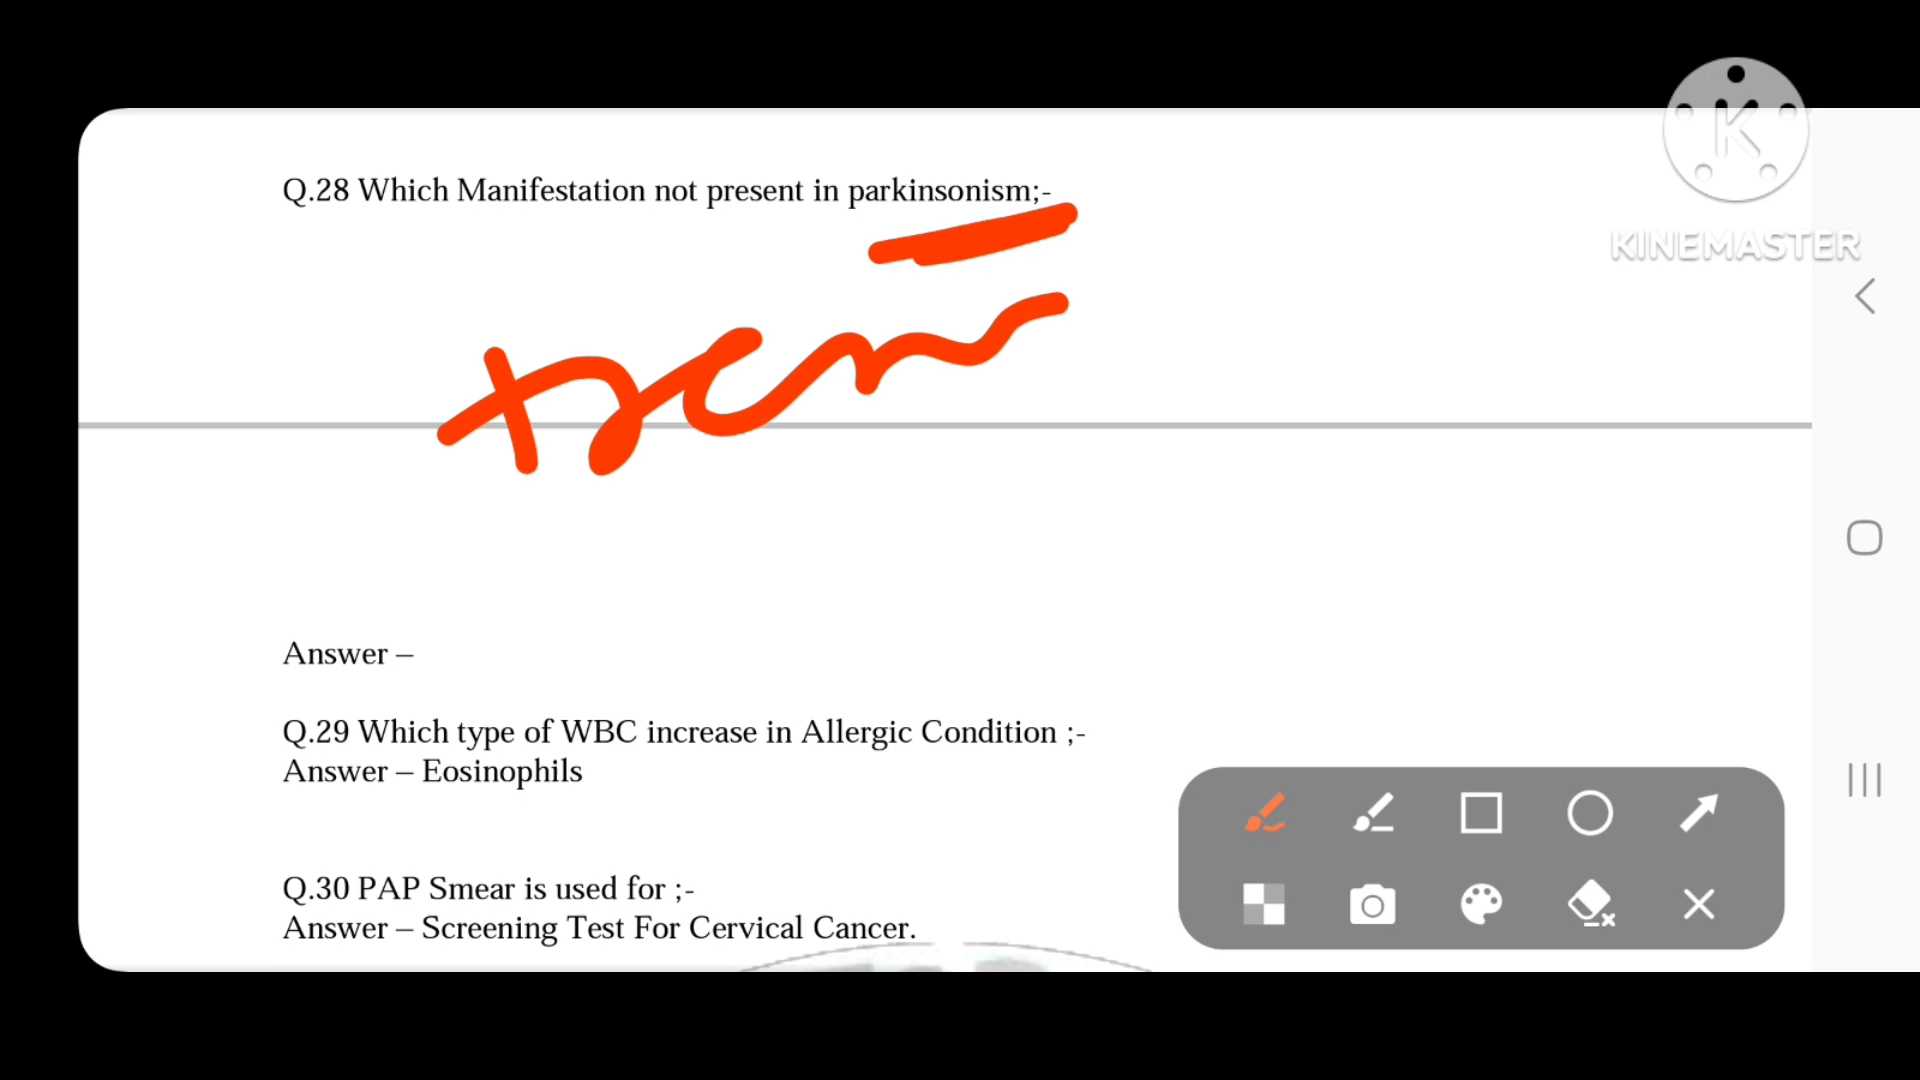 Q.28 Which Manifestation not present in parkinsonism;-
Answer –
Q.29 Which type of WBC increase in Allergic Condition ;-
Answer – Eosinophils
Q.30 PAP Smear is used for ;-
Answer – Screening Test For Cervical Cancer.
K
KINEMASTER